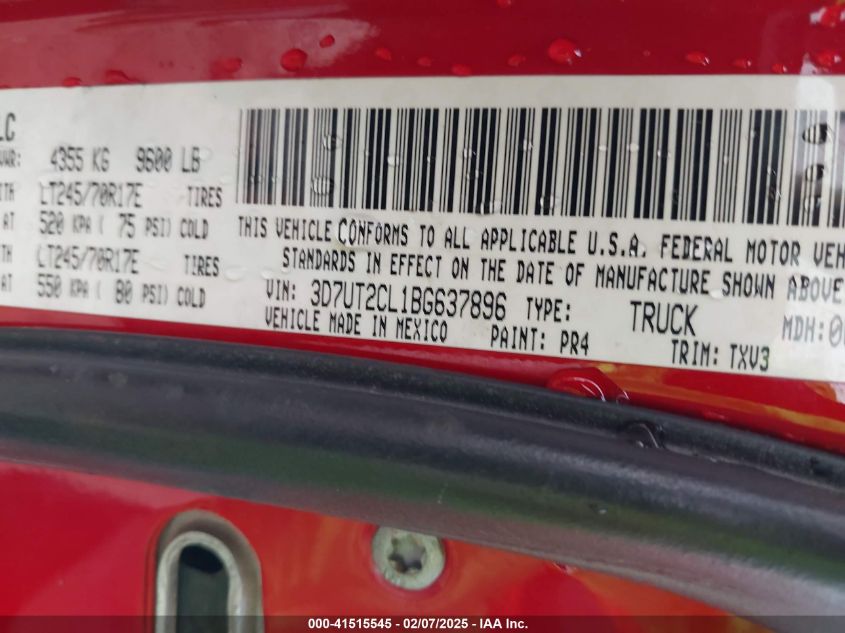 LC
4355 KG 9600 LB
LT245/70R17E TIRES
AT 520 KPA ( 75 PSI) COLD
LT245/70R17E TIRES
AT 550 KPA ( 80 PSI) COLD
THIS VEHICLE CONFORMS TO ALL APPLICABLE U.S.A. FEDERAL MOTOR VEH
STANDARDS IN EFFECT ON THE DATE OF MANUFACTURE SHOWN ABOVE
VIN: 3D7UT2CL1BG637896 TYPE: TRUCK MDH:
VEHICLE MADE IN MEXICO PAINT: PR4 TRIM: TXV3
000-41515545 - 02/07/2025 - IAA Inc.